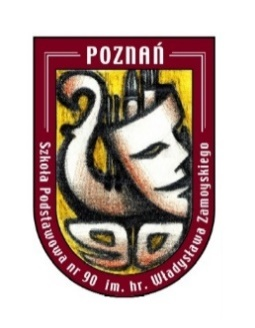 POZNAŃ
Szkoła Podstawowa nr 90 im. hr. Władysława Zamoyskiego
90